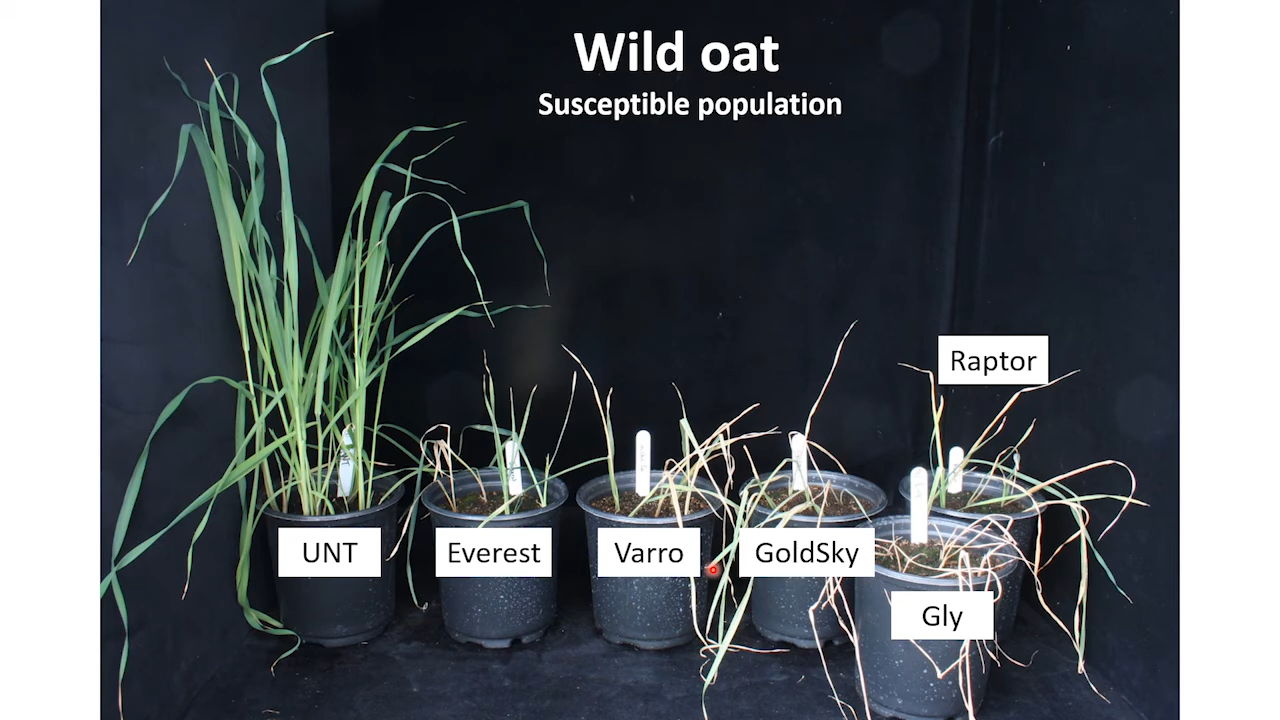 Wild oat
Susceptible population
Raptor
UNT
Everest
Varro
GoldSky
Gly